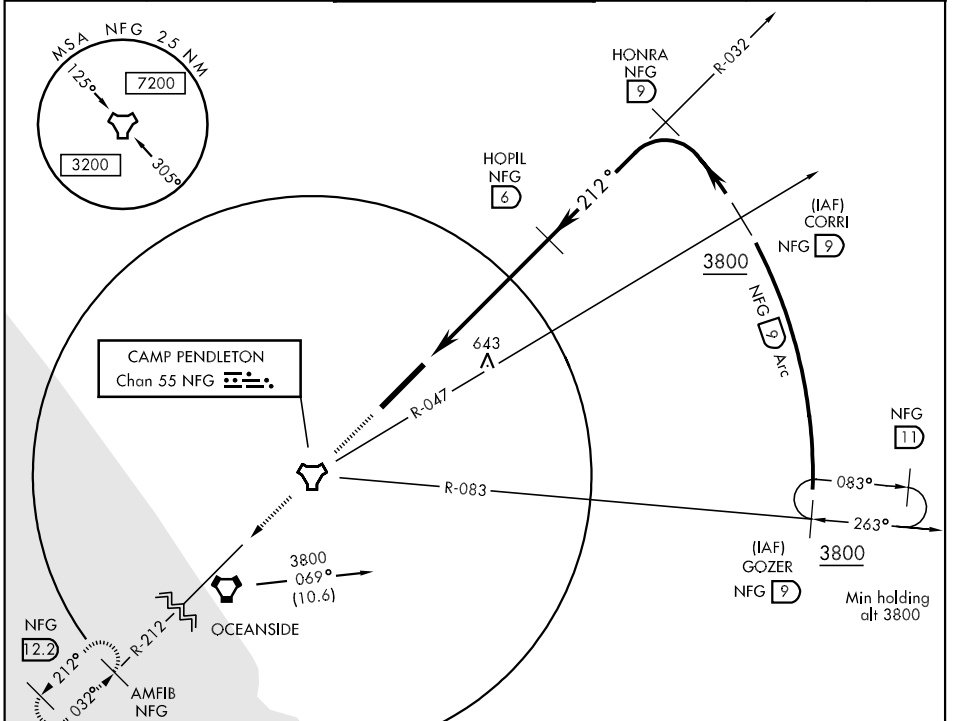 MSA NFG 25 NM
125°
7200
3200
305°
HONRA
NFG
9
R-032
HOPIL
NFG
6
212°
(IAF)
CORRI
NFG 9
3800
NFG 9 Arc
643
CAMP PENDLETON
Chan 55 NFG
R-047
NFG
11
R-083
083°
263°
(IAF)
GOZER
NFG 9
3800
Min holding
alt 3800
3800
069°
(10.6)
OCEANSIDE
NFG
12.2
R-212
212°
032°
AMFIB
NFG